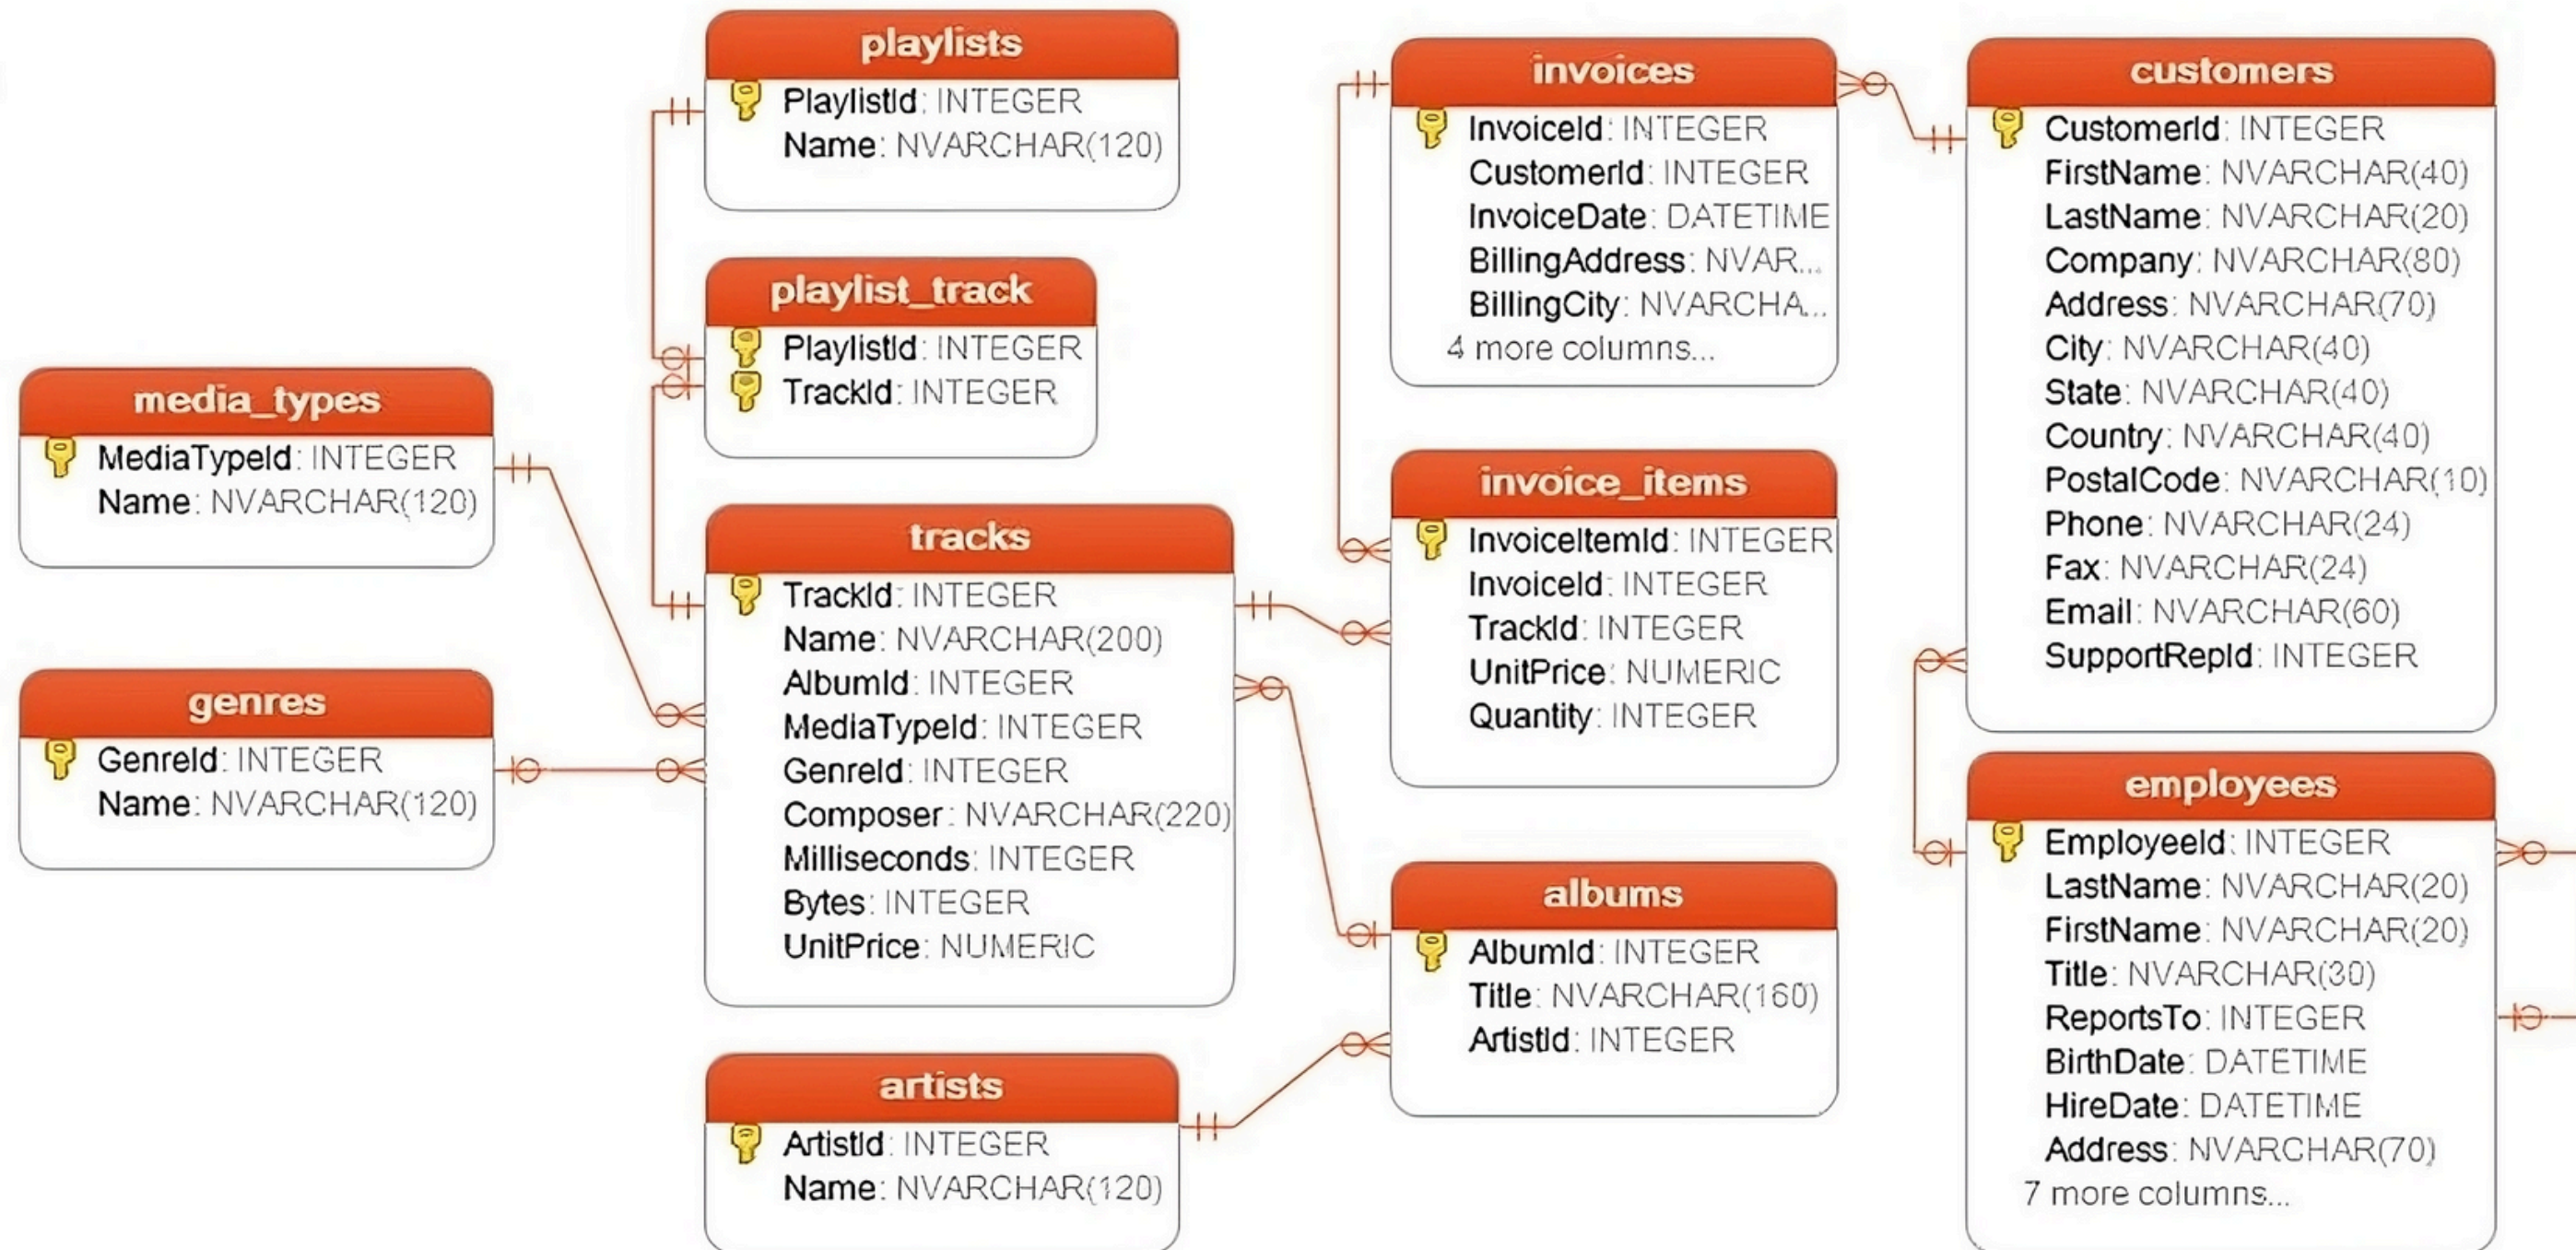 playlists
PlaylistId: INTEGER
Name: NVARCHAR(120)
playlist_track
PlaylistId: INTEGER
TrackId: INTEGER
media_types
MediaTypeId: INTEGER
Name: NVARCHAR(120)
genres
GenreId: INTEGER
Name: NVARCHAR(120)
tracks
TrackId: INTEGER
Name: NVARCHAR(200)
AlbumId: INTEGER
MediaTypeId: INTEGER
GenreId: INTEGER
Composer: NVARCHAR(220)
Milliseconds: INTEGER
Bytes: INTEGER
UnitPrice: NUMERIC
artists
ArtistId: INTEGER
Name: NVARCHAR(120)
invoices
InvoiceId: INTEGER
CustomerId: INTEGER
InvoiceDate: DATETIME
BillingAddress: NVAR...
BillingCity: NVARCHA...
4 more columns...
invoice_items
InvoiceItemId: INTEGER
InvoiceId: INTEGER
TrackId: INTEGER
UnitPrice: NUMERIC
Quantity: INTEGER
albums
AlbumId: INTEGER
Title: NVARCHAR(160)
ArtistId: INTEGER
customers
CustomerId: INTEGER
FirstName: NVARCHAR(40)
LastName: NVARCHAR(20)
Company: NVARCHAR(80)
Address: NVARCHAR(70)
City: NVARCHAR(40)
State: NVARCHAR(40)
Country: NVARCHAR(40)
PostalCode: NVARCHAR(10)
Phone: NVARCHAR(24)
Fax: NVARCHAR(24)
Email: NVARCHAR(60)
SupportRepId: INTEGER
employees
EmployeeId: INTEGER
LastName: NVARCHAR(20)
FirstName: NVARCHAR(20)
Title: NVARCHAR(30)
ReportsTo: INTEGER
BirthDate: DATETIME
HireDate: DATETIME
Address: NVARCHAR(70)
7 more columns...